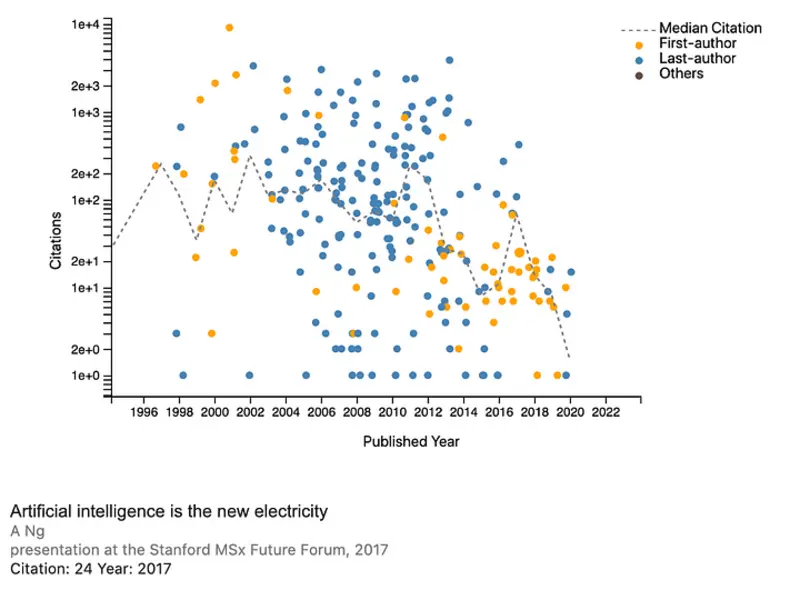 1e+4
Median Citation
First-author
Last-author
Others
2e+3
1e+3
2e+2
1e+2
2e+1
1e+1
2e+0
1e+0
Citations
1996 1998 2000 2002 2004 2006 2008 2010 2012 2014 2016 2018 2020 2022
Published Year
Artificial intelligence is the new electricity
A Ng
presentation at the Stanford MSx Future Forum, 2017
Citation: 24 Year: 2017